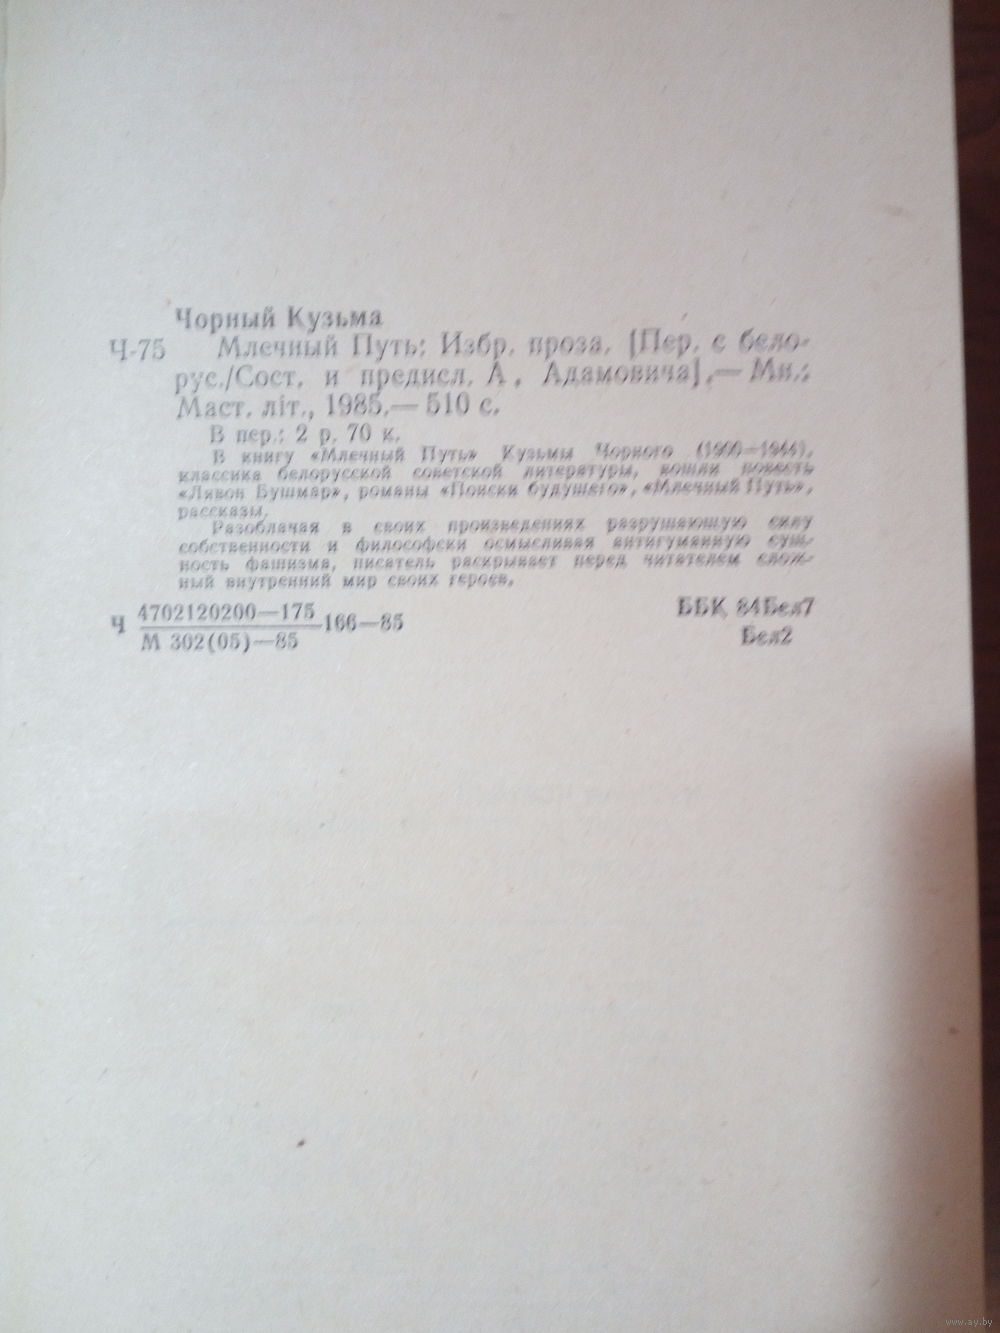 Чорный Кузьма
Ч-75 Млечный Путь: Избр. проза. [Пер. с бело-
рус./Сост. и предисл. А. Адамовича].— Мн.:
Маст. літ., 1985.— 510 с.
В пер.: 2 р. 70 к.
В книгу «Млечный Путь» Кузьмы Чорного (1900—1944),
классика белорусской советской литературы, вошли повесть
«Лявон Бушмар», романы «Поиски будущего», «Млечный Путь»,
рассказы.
Разоблачая в своих произведениях разрушающую силу
собственности и философски осмысливая антигуманную сущ-
ность фашизма, писатель раскрывает перед читателем слож-
ный внутренний мир своих героев.
Ч 4702120200—175
М 302(05)—85
166—85
ББК 84Бел7
Бел2
www.ay.by